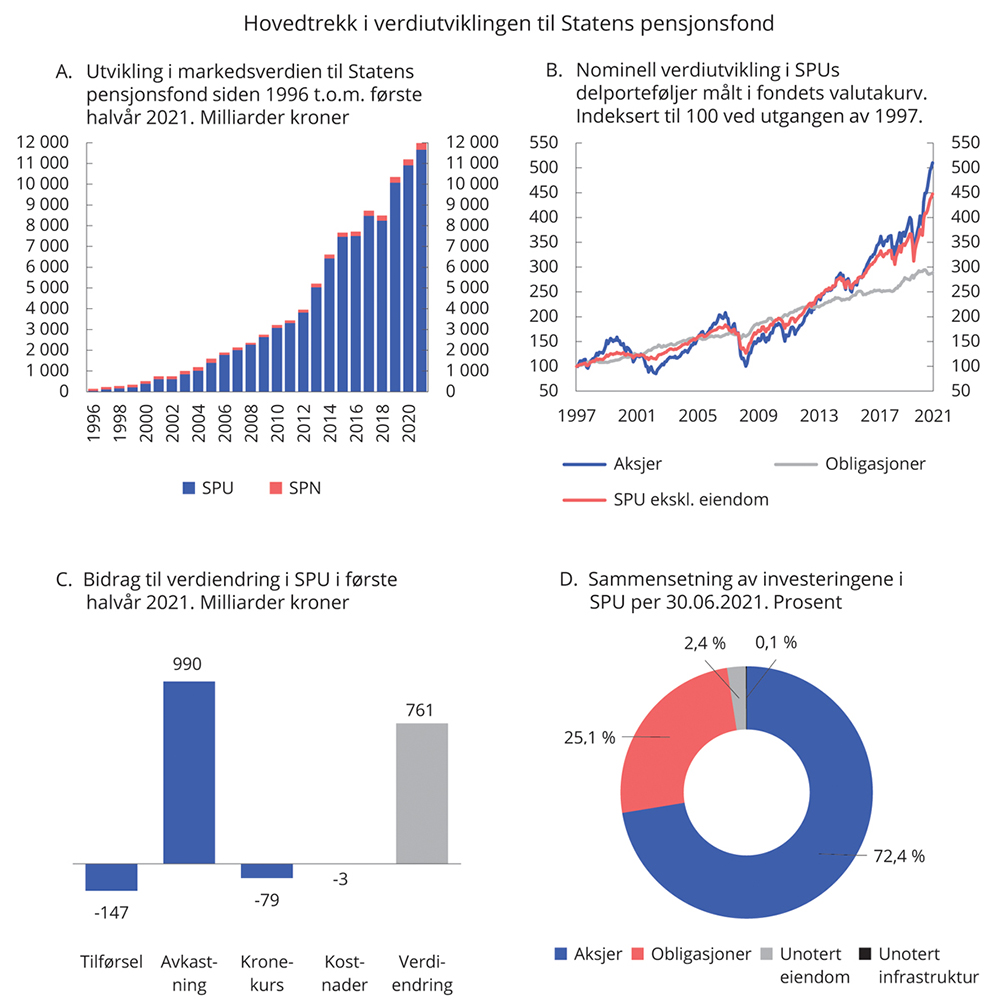 Hovedtrekk i verdiutviklingen til Statens pensjonsfond
A. Utvikling i markedsverdien til Statens
pensjonsfond siden 1996 t.o.m. første
halvår 2021. Milliarder kroner
12 000 12 000
11 000 11 000
10 000 10 000
9 000 9 000
8 000 8 000
7 000 7 000
6 000 6 000
5 000 5 000
4 000 4 000
3 000 3 000
2 000 2 000
1 000 1 000
0 0
1996 1998 2000 2002 2004 2006 2008 2010 2012 2014 2016 2018 2020
SPU SPN
B. Nominell verdiutvikling i SPUs
delporteføljer målt i fondets valutakurv.
Indeksert til 100 ved utgangen av 1997.
550 550
500 500
450 450
400 400
350 350
300 300
250 250
200 200
150 150
100 100
50 50
1997 2001 2005 2009 2013 2017 2021
Aksjer Obligasjoner
SPU ekskl. eiendom
C. Bidrag til verdiendring i SPU i første
halvår 2021. Milliarder kroner
990
761
-3
-79
-147
Tilførsel Avkast- Krone- Kost- Verdi-
ning kurs nader endring
D. Sammensetning av investeringene i
SPU per 30.06.2021. Prosent
2,4 % 0,1 %
25,1 %
72,4 %
Aksjer Obligasjoner Unotert Unotert
eiendom infrastruktur